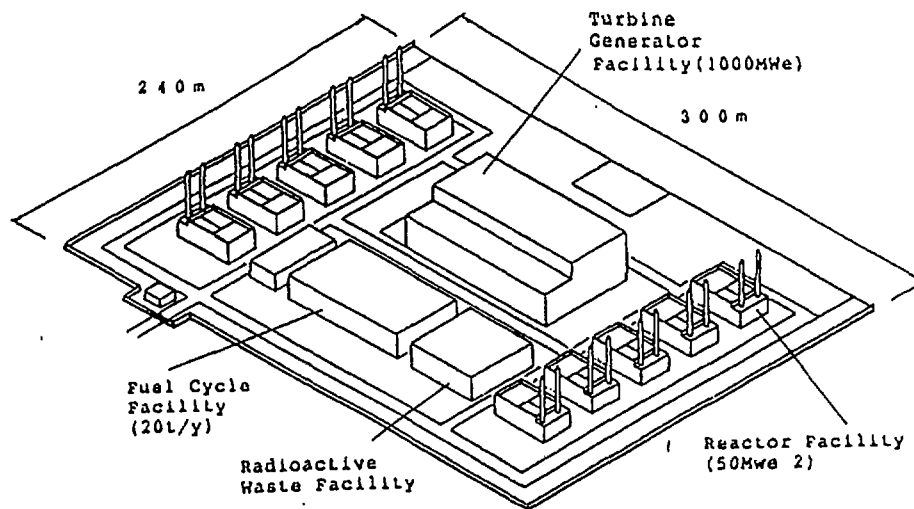 Turbine
Generator
Facility(1000MWe)
240m
300m
Fuel Cycle
Facility
(20t/y)
Radioactive
Waste Facility
Reactor Facility
(50Mwe 2)